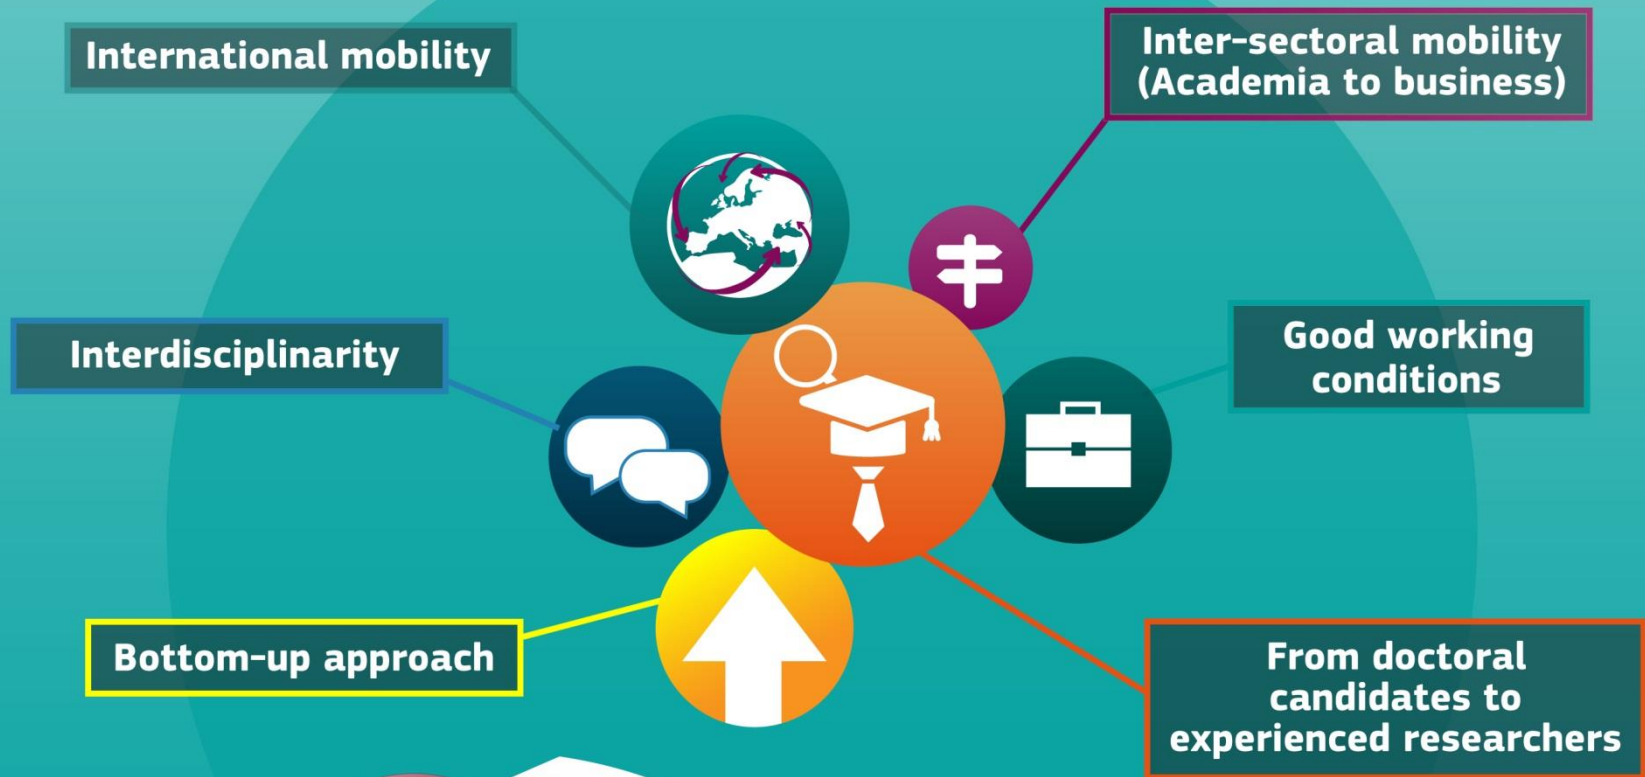 International mobility
Inter-sectoral mobility
(Academia to business)
Interdisciplinarity
Good working
conditions
Bottom-up approach
From doctoral
candidates to
experienced researchers